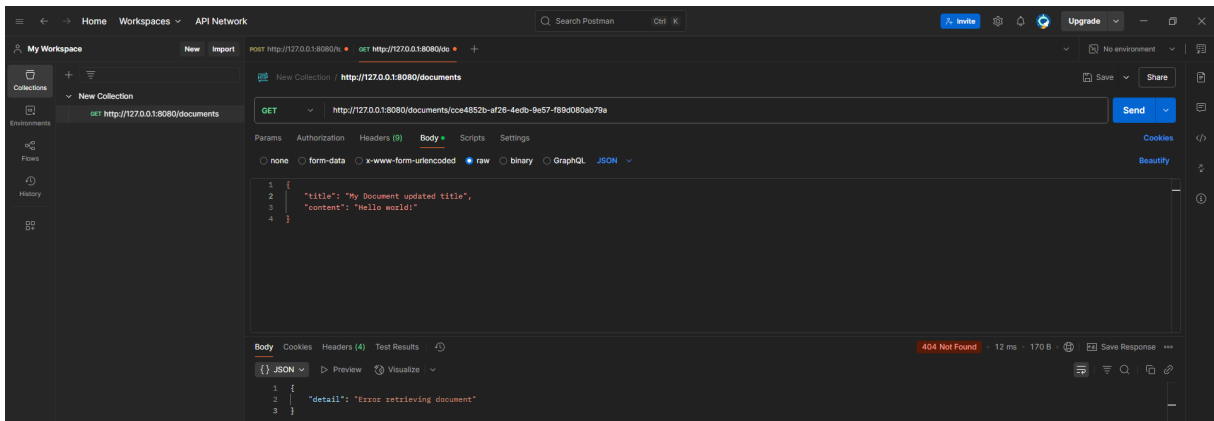 Home Workspaces API Network Search Postman Ctrl K Invite Upgrade
My Workspace New Import POST http://127.0.0.1:8080/ GET http://127.0.0.1:8080/do No environment
Collections
Environments
Flows
History
New Collection
GET http://127.0.0.1:8080/documents
New Collection / http://127.0.0.1:8080/documents Save Share
GET http://127.0.0.1:8080/documents/cce4852b-af26-4edb-9e57-f89d080ab79a Send
Params Authorization Headers (9) Body Scripts Settings Cookies
none form-data x-www-form-urlencoded raw binary GraphQL JSON Beautify
1 {
2 "title": "My Document updated title",
3 "content": "Hello world!"
4 }
Body Cookies Headers (4) Test Results 404 Not Found 12 ms 170 B Save Response
{} JSON Preview Visualize
1 {
2 "detail": "Error retrieving document"
3 }